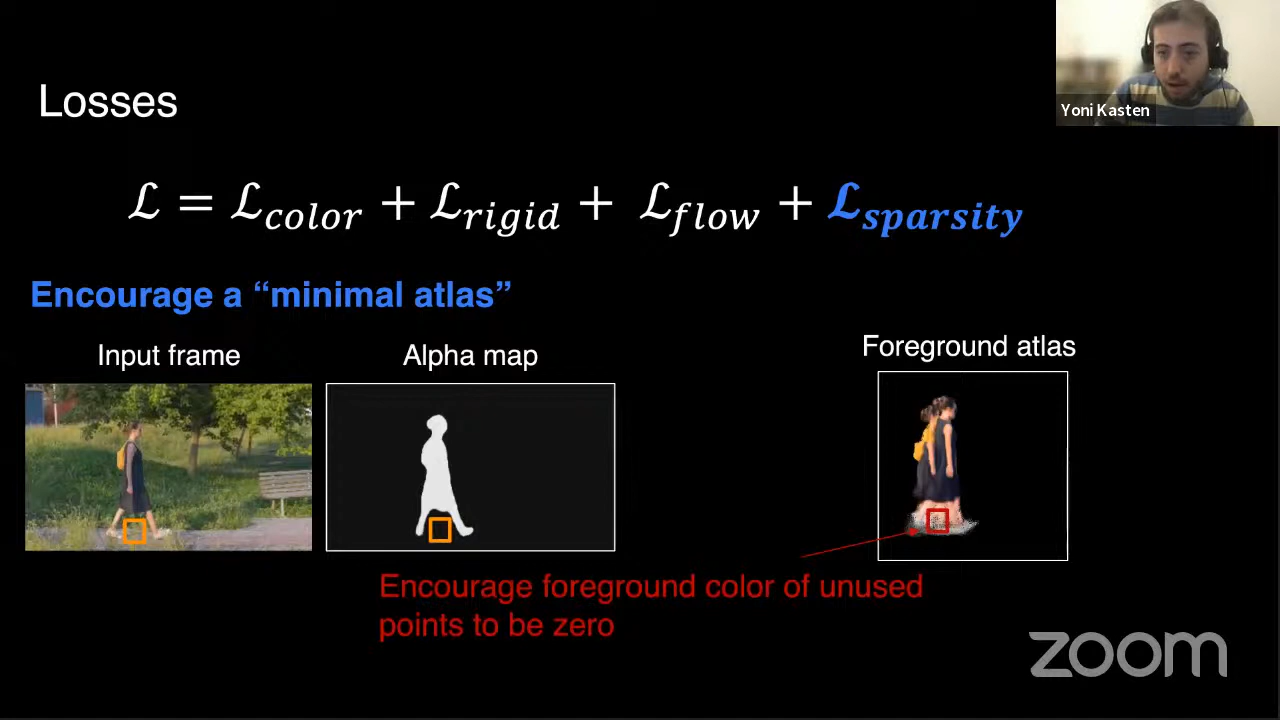 Yoni Kasten
Losses
ℒ = ℒ_color + ℒ_rigid + ℒ_flow + ℒ_sparsity
Encourage a “minimal atlas”
Input frame
Alpha map
Foreground atlas
Encourage foreground color of unused
points to be zero
zoom